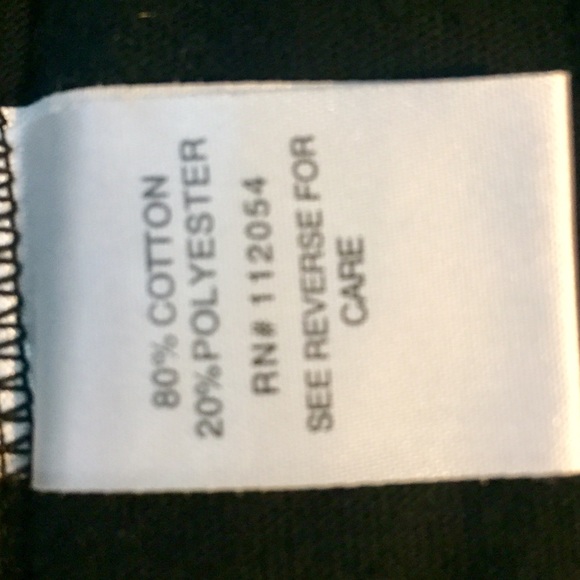 80% COTTON
20%POLYESTER
RN# 112054
SEE REVERSE FOR
CARE